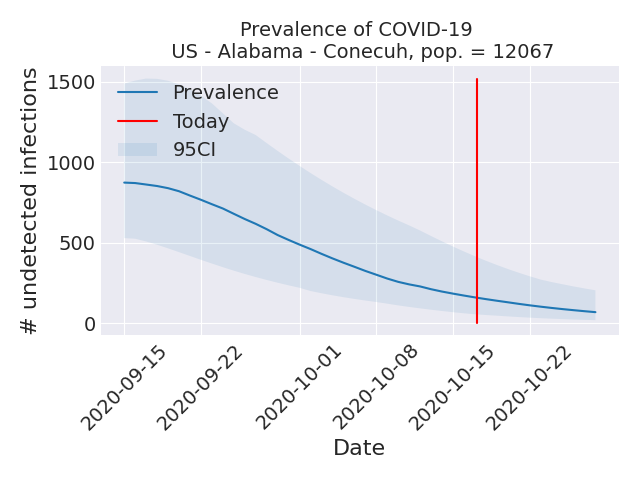 Prevalence of COVID-19
US - Alabama - Conecuh, pop. = 12067
# undetected infections
1500
1000
500
0
Prevalence
Today
95CI
2020-09-15
2020-09-22
2020-10-01
2020-10-08
2020-10-15
2020-10-22
Date